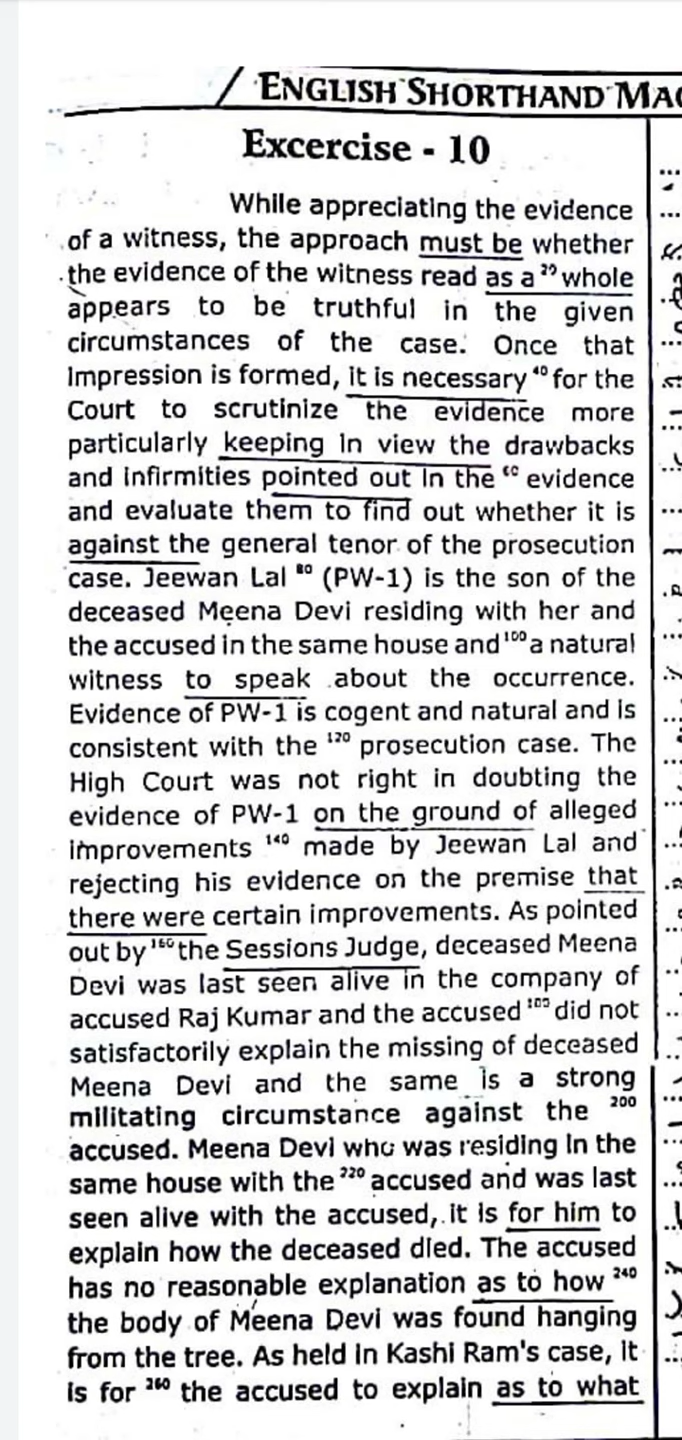 ENGLISH SHORTHAND MAG
Excercise - 10
While appreciating the evidence
of a witness, the approach must be whether
the evidence of the witness read as a 20 whole
appears to be truthful in the given
circumstances of the case. Once that
Impression is formed, it is necessary 40 for the
Court to scrutinize the evidence more
particularly keeping in view the drawbacks
and infirmities pointed out in the 60 evidence
and evaluate them to find out whether it is
against the general tenor of the prosecution
case. Jeewan Lal 80 (PW-1) is the son of the
deceased Meena Devi residing with her and
the accused in the same house and 100 a natural
witness to speak about the occurrence.
Evidence of PW-1 is cogent and natural and is
consistent with the 120 prosecution case. The
High Court was not right in doubting the
evidence of PW-1 on the ground of alleged
improvements 140 made by Jeewan Lal and
rejecting his evidence on the premise that
there were certain improvements. As pointed
out by 160 the Sessions Judge, deceased Meena
Devi was last seen alive in the company of
accused Raj Kumar and the accused did not
satisfactorily explain the missing of deceased
Meena Devi and the same is a strong
militating circumstance against the 200
accused. Meena Devi who was residing in the
same house with the 220 accused and was last
seen alive with the accused, it is for him to
explain how the deceased died. The accused
has no reasonable explanation as to how 240
the body of Meena Devi was found hanging
from the tree. As held in Kashi Ram's case, it
is for 260 the accused to explain as to what